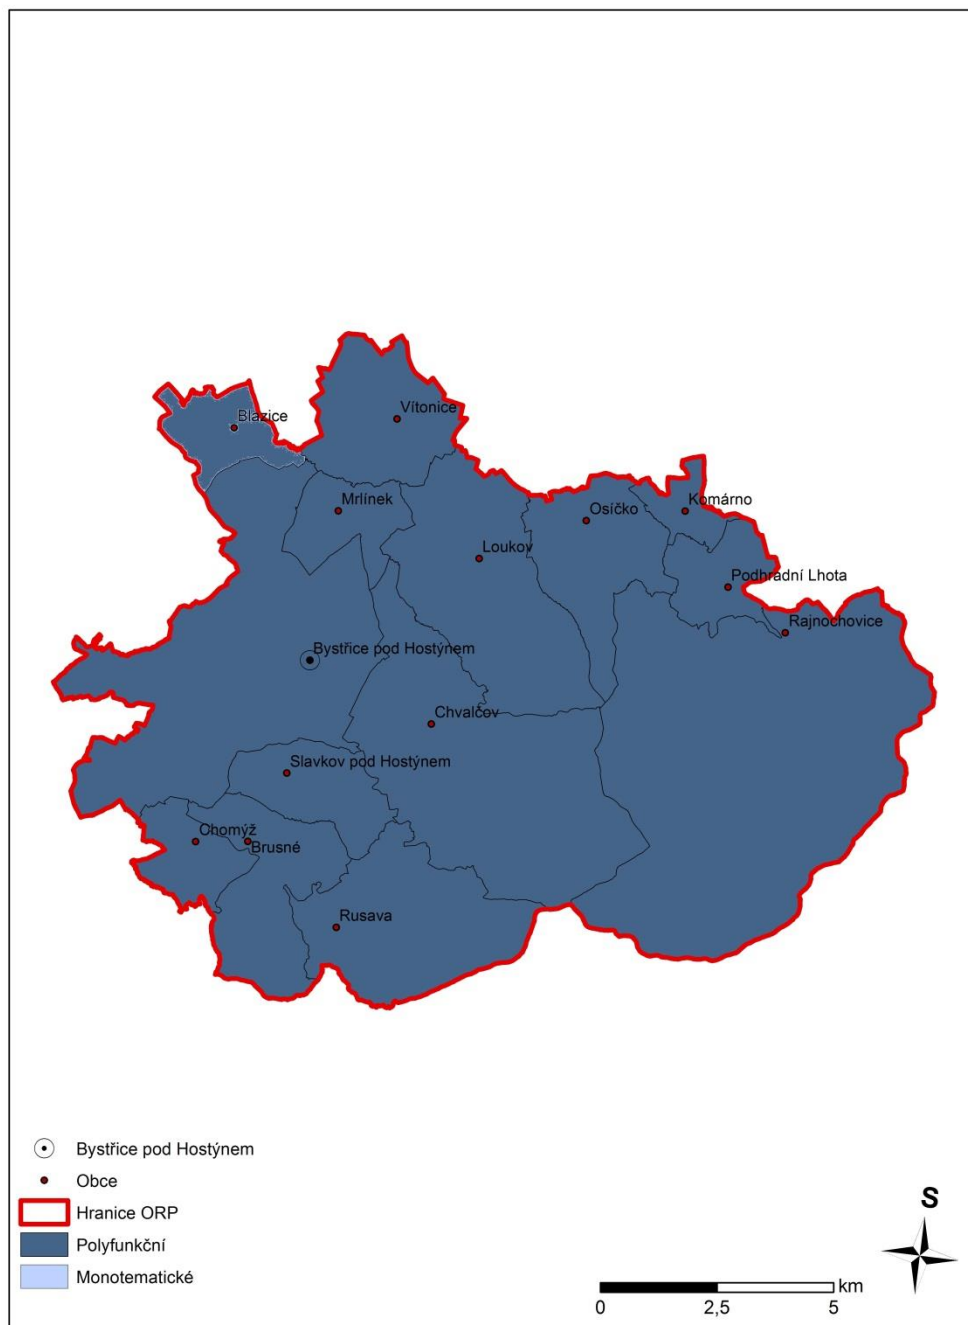 Vítonice
Blazice
Mrlínek
Komárno
Osíčko
Loukov
Podhradní Lhota
Rajnochovice
Bystřice pod Hostýnem
Chvalčov
Slavkov pod Hostýnem
Ohomýž
Brusné
Rusava
Bystřice pod Hostýnem
Obce
Hranice ORP
Polyfunkční
Monotematické
S
km
0 2,5 5